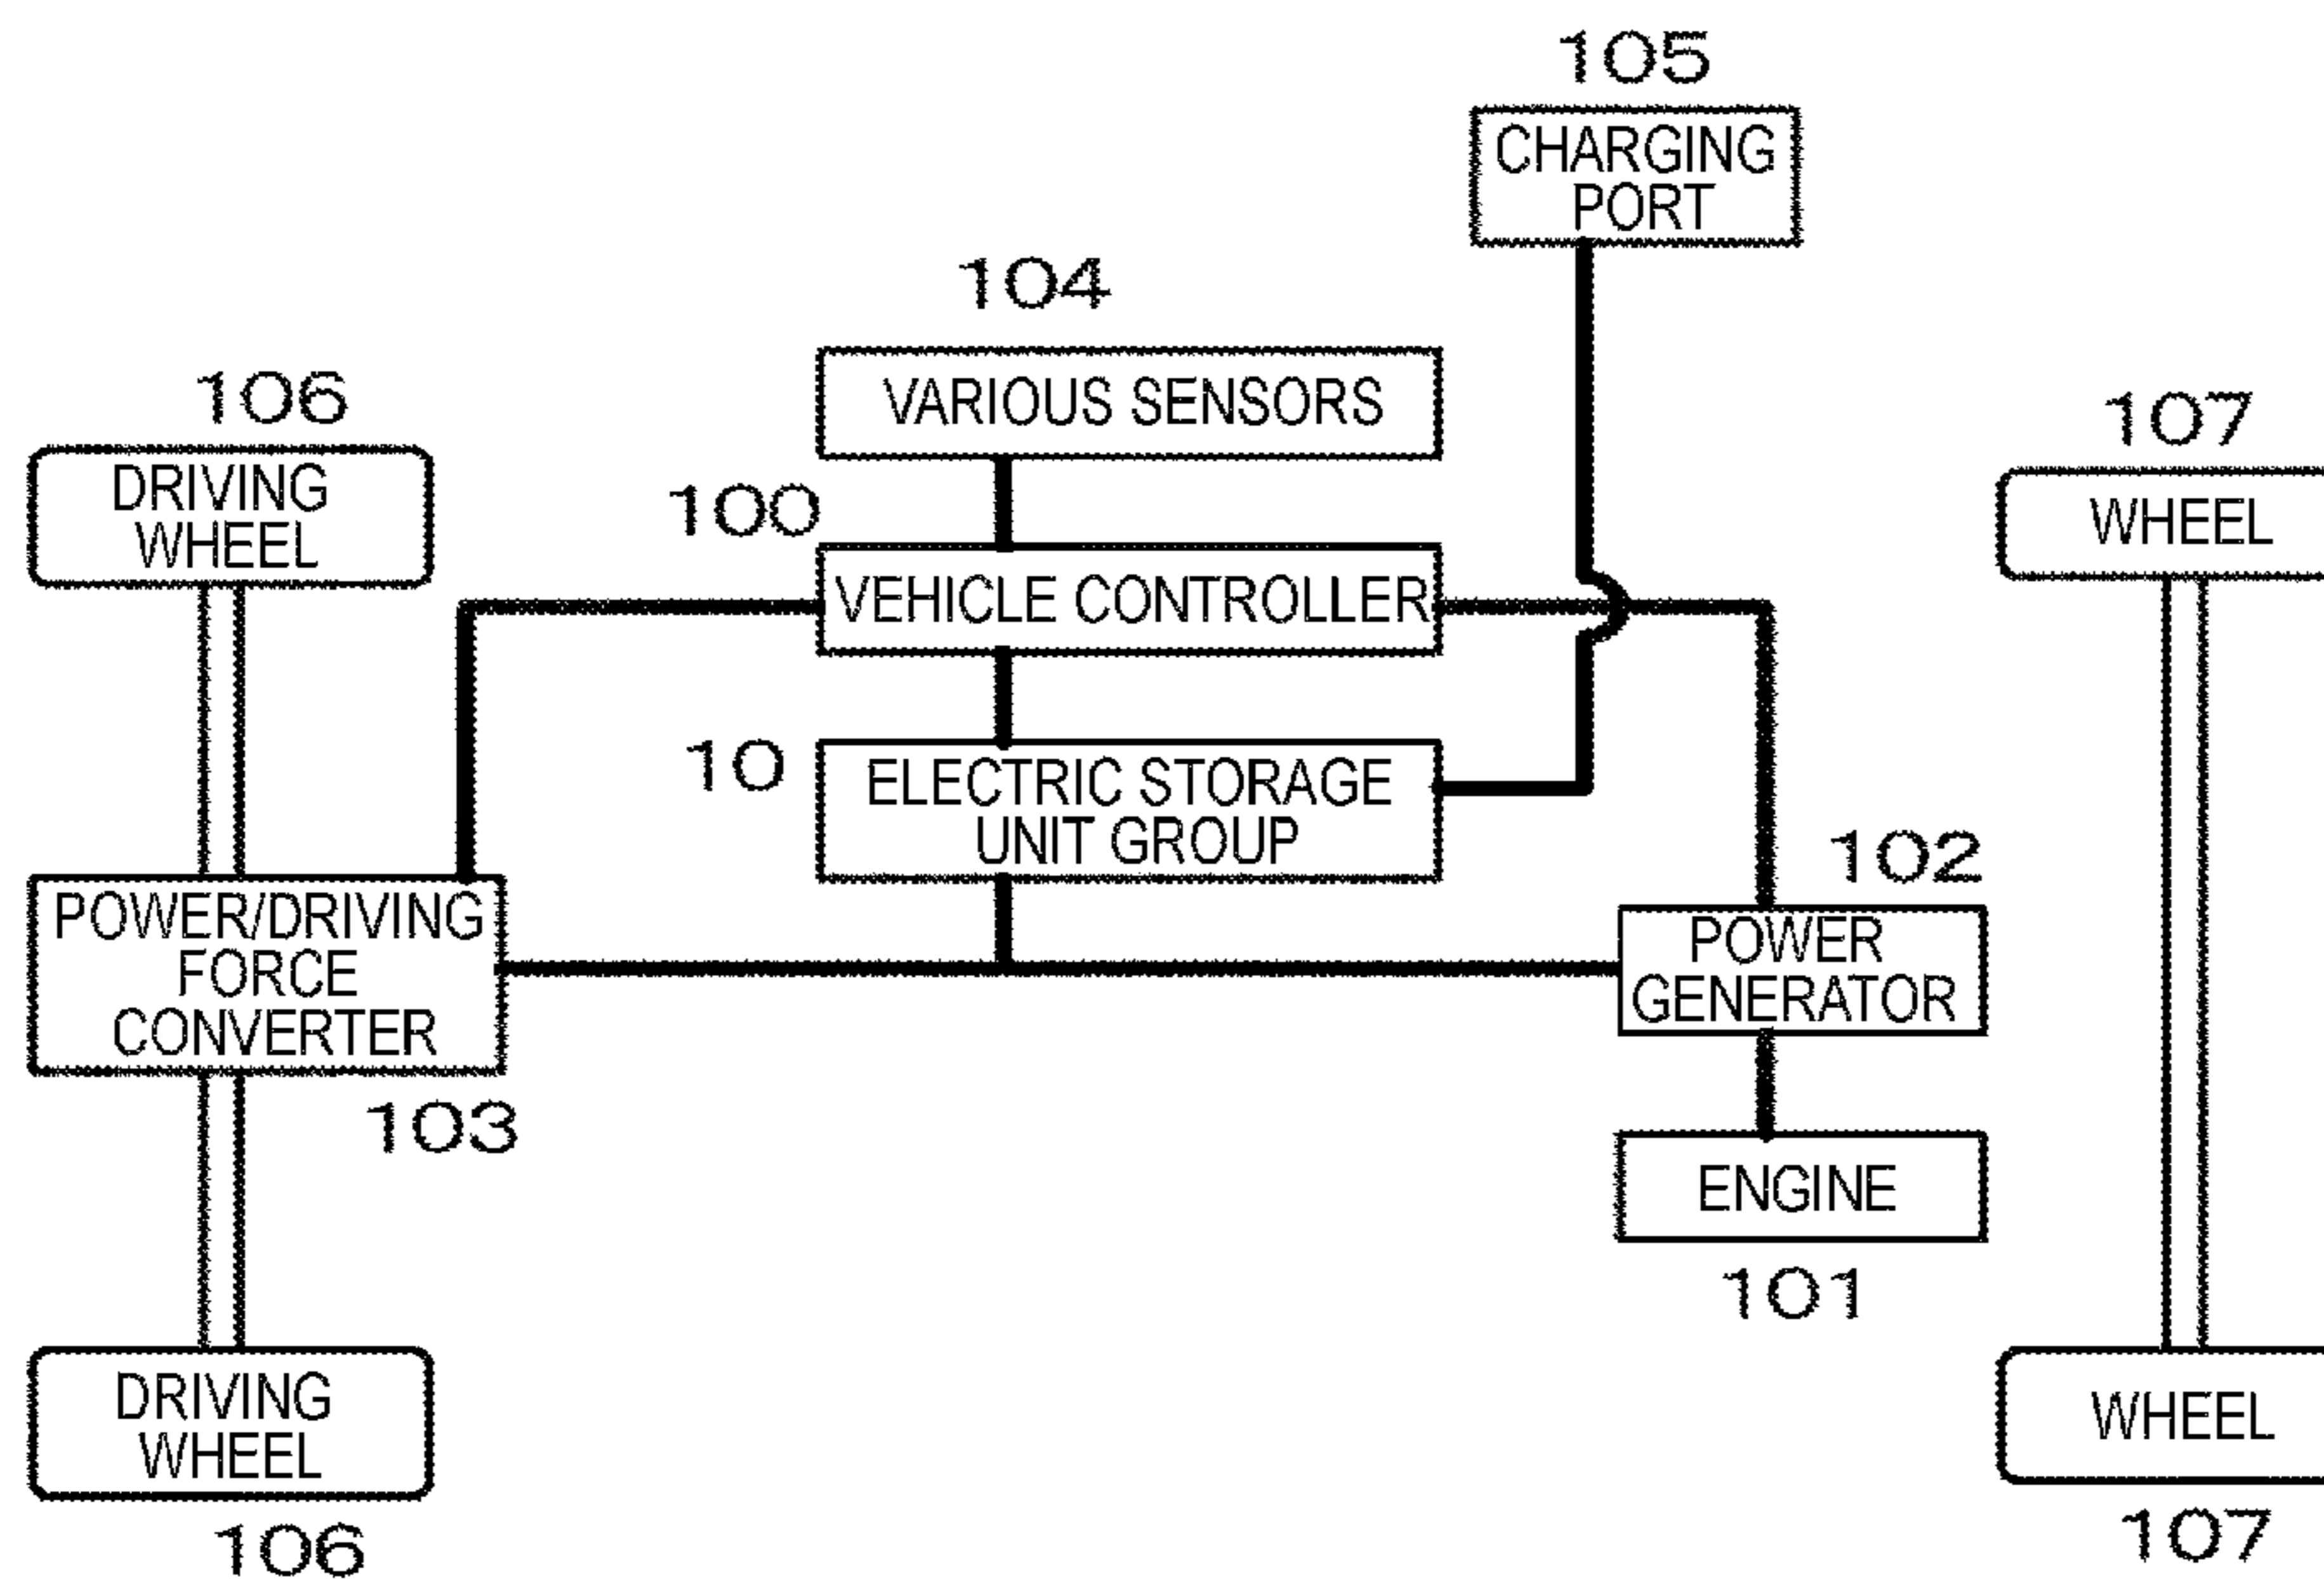 105
CHARGING
PORT
104
VARIOUS SENSORS
106
DRIVING
WHEEL
107
WHEEL
100
VEHICLE CONTROLLER
10
ELECTRIC STORAGE
UNIT GROUP
POWER/DRIVING
FORCE
CONVERTER
103
102
POWER
GENERATOR
ENGINE
101
DRIVING
WHEEL
106
WHEEL
107